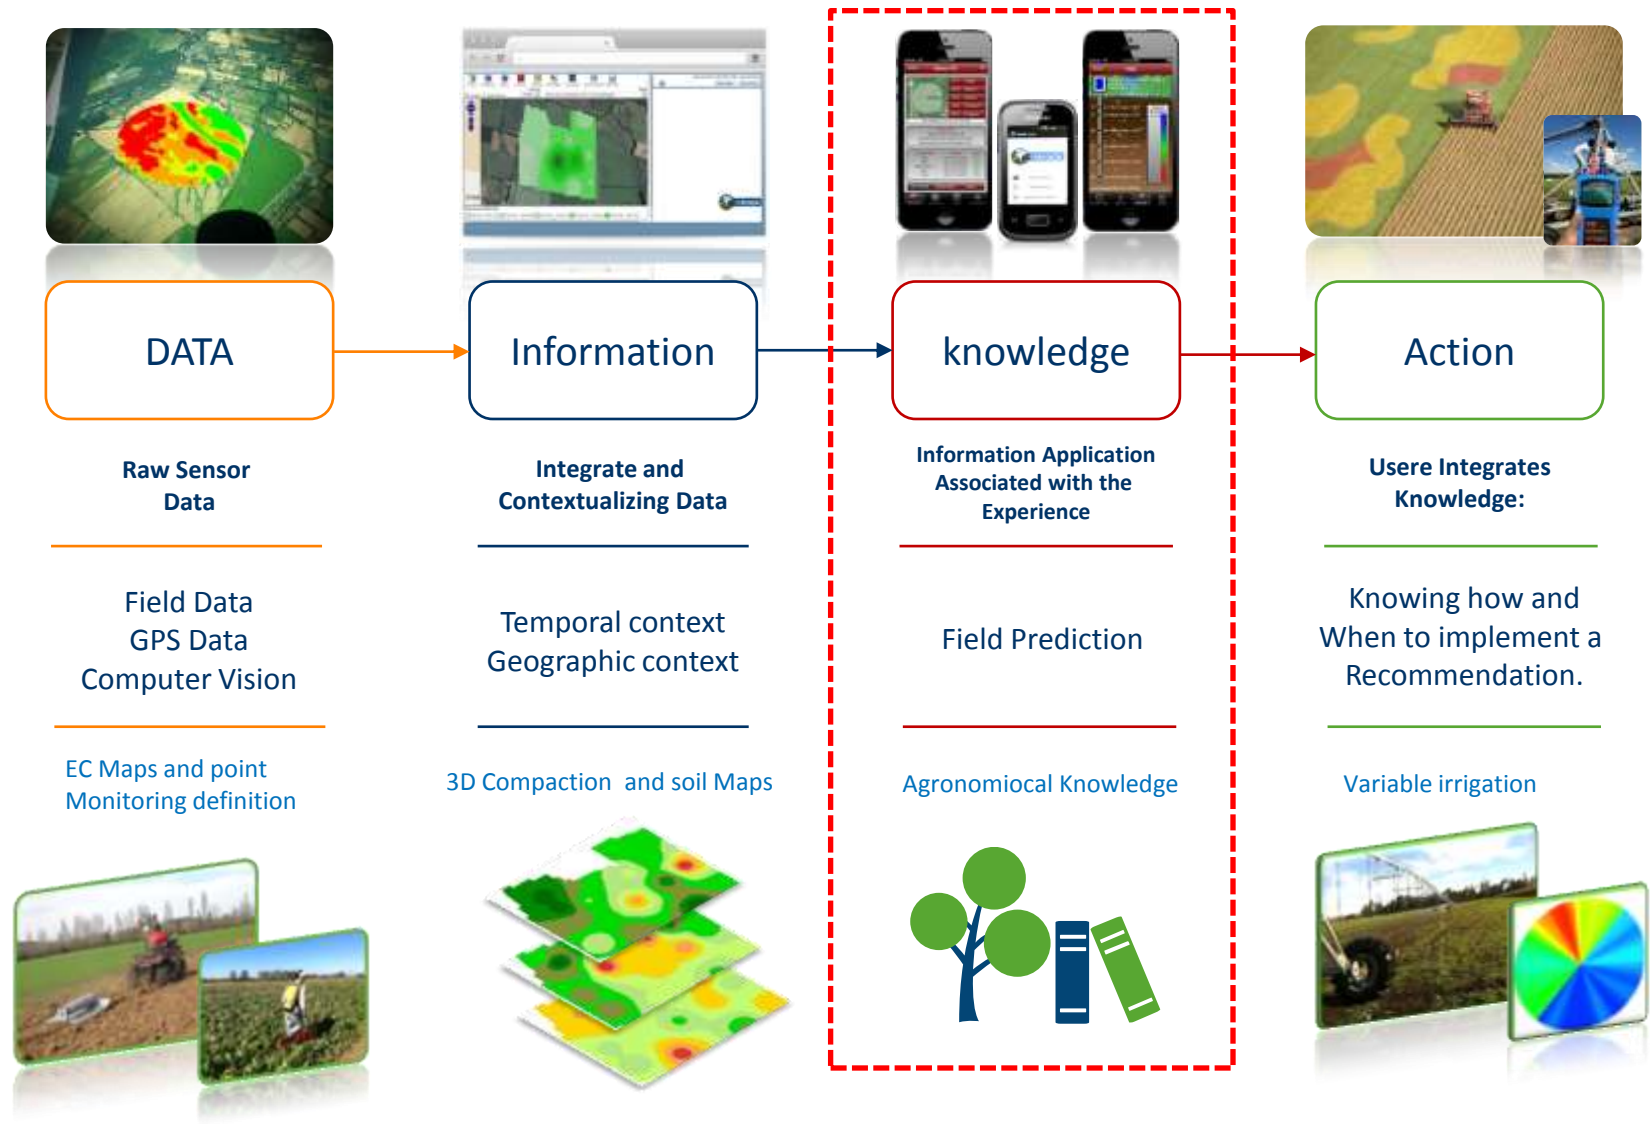 DATA
Information
knowledge
Action
Raw Sensor
Data
Integrate and
Contextualizing Data
Information Application
Associated with the
Experience
Usere Integrates
Knowledge:
Field Data
GPS Data
Computer Vision
Temporal context
Geographic context
Field Prediction
Knowing how and
When to implement a
Recommendation.
EC Maps and point
Monitoring definition
3D Compaction and soil Maps
Agronomiocal Knowledge
Variable irrigation